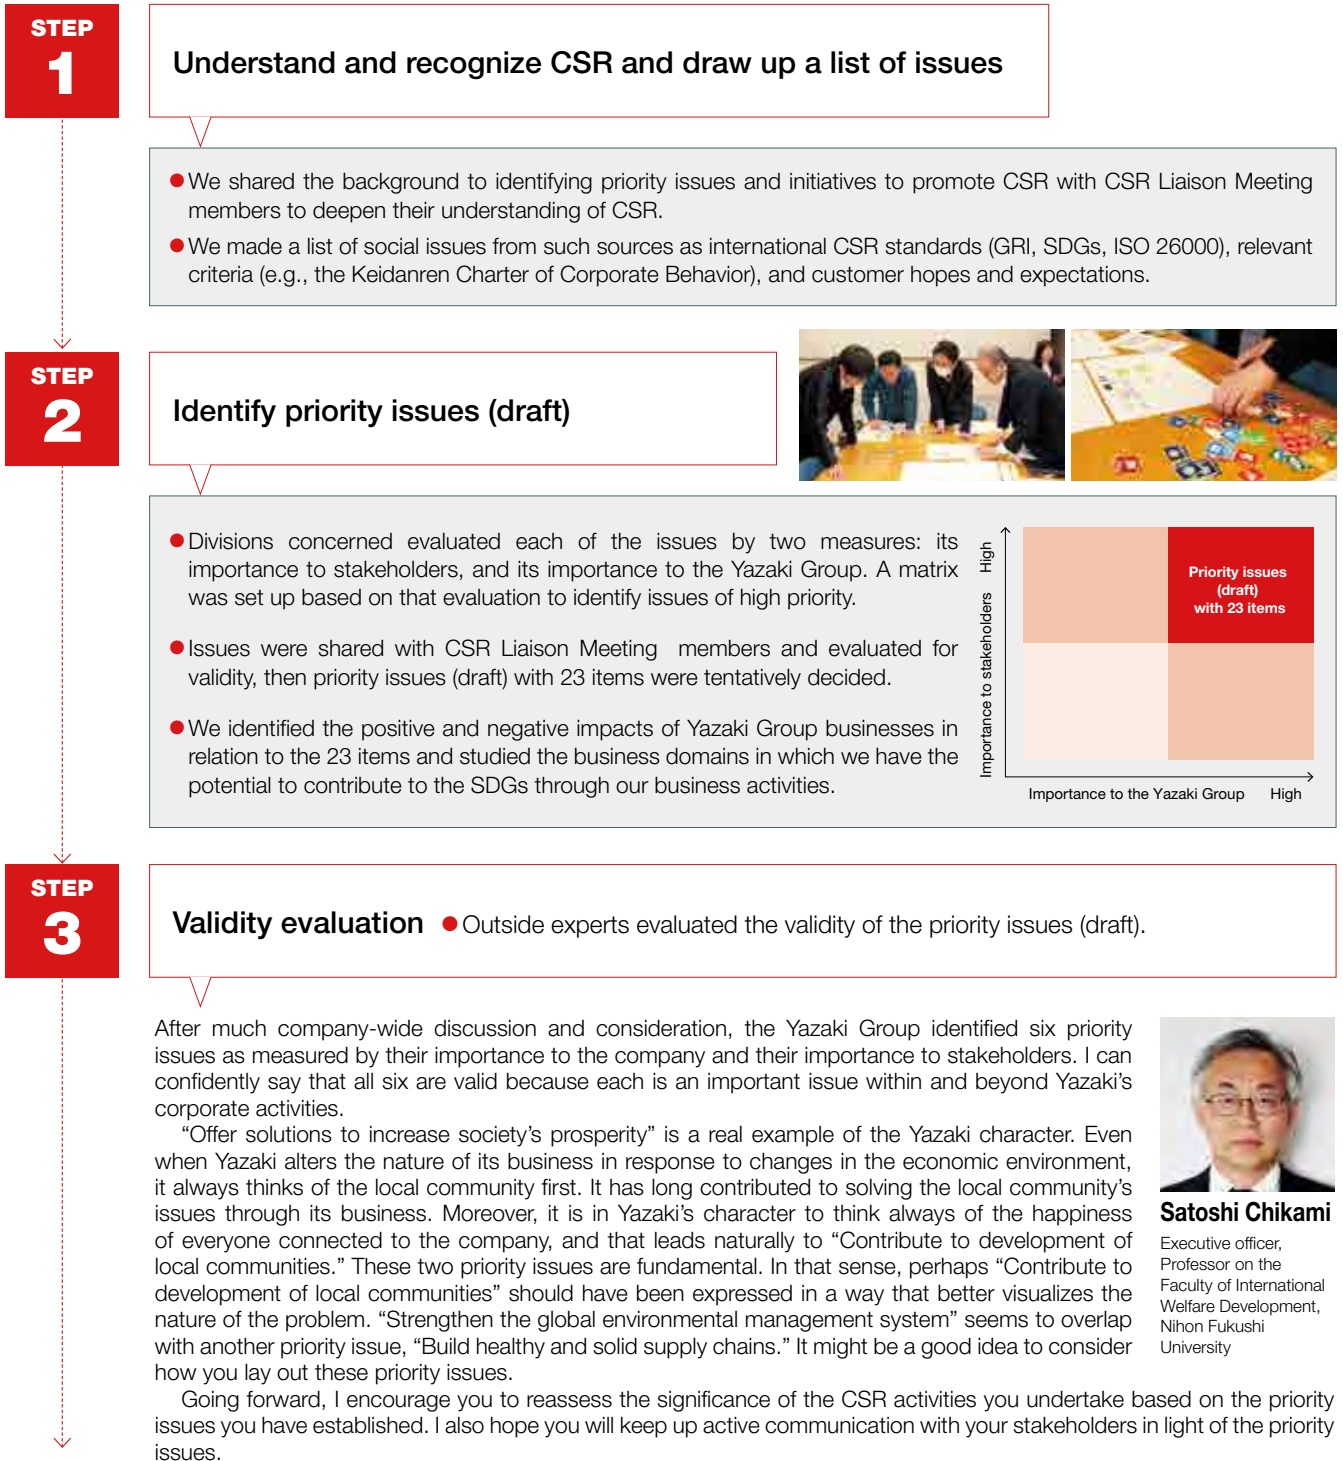 STEP
1
Understand and recognize CSR and draw up a list of issues
● We shared the background to identifying priority issues and initiatives to promote CSR with CSR Liaison Meeting
members to deepen their understanding of CSR.
● We made a list of social issues from such sources as international CSR standards (GRI, SDGs, ISO 26000), relevant
criteria (e.g., the Keidanren Charter of Corporate Behavior), and customer hopes and expectations.
STEP
2
Identify priority issues (draft)
● Divisions concerned evaluated each of the issues by two measures: its
importance to stakeholders, and its importance to the Yazaki Group. A matrix
was set up based on that evaluation to identify issues of high priority.
● Issues were shared with CSR Liaison Meeting members and evaluated for
validity, then priority issues (draft) with 23 items were tentatively decided.
● We identified the positive and negative impacts of Yazaki Group businesses in
relation to the 23 items and studied the business domains in which we have the
potential to contribute to the SDGs through our business activities.
Importance to stakeholders High
Priority issues
(draft)
with 23 items
Importance to the Yazaki Group High
STEP
3
Validity evaluation ● Outside experts evaluated the validity of the priority issues (draft).
After much company-wide discussion and consideration, the Yazaki Group identified six priority
issues as measured by their importance to the company and their importance to stakeholders. I can
confidently say that all six are valid because each is an important issue within and beyond Yazaki’s
corporate activities.
“Offer solutions to increase society’s prosperity” is a real example of the Yazaki character. Even
when Yazaki alters the nature of its business in response to changes in the economic environment,
it always thinks of the local community first. It has long contributed to solving the local community’s
issues through its business. Moreover, it is in Yazaki’s character to think always of the happiness
of everyone connected to the company, and that leads naturally to “Contribute to development of
local communities.” These two priority issues are fundamental. In that sense, perhaps “Contribute to
development of local communities” should have been expressed in a way that better visualizes the
nature of the problem. “Strengthen the global environmental management system” seems to overlap
with another priority issue, “Build healthy and solid supply chains.” It might be a good idea to consider
how you lay out these priority issues.
Going forward, I encourage you to reassess the significance of the CSR activities you undertake based on the priority
issues you have established. I also hope you will keep up active communication with your stakeholders in light of the priority
issues.
Satoshi Chikami
Executive officer,
Professor on the
Faculty of International
Welfare Development,
Nihon Fukushi
University